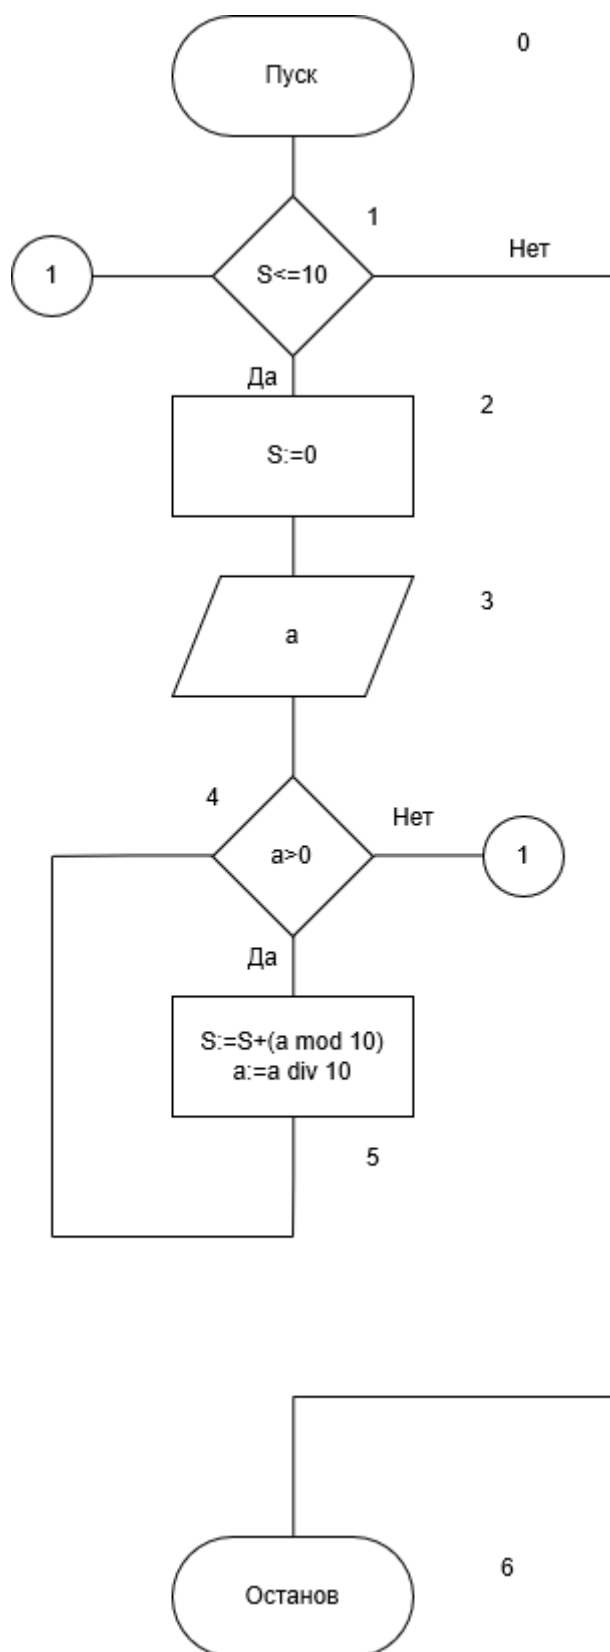 Пуск
0
1
1
S<=10
Нет
Да
2
S:=0
3
a
4
Нет
a>0
1
Да
S:=S+(a mod 10)
a:=a div 10
5
Останов
6